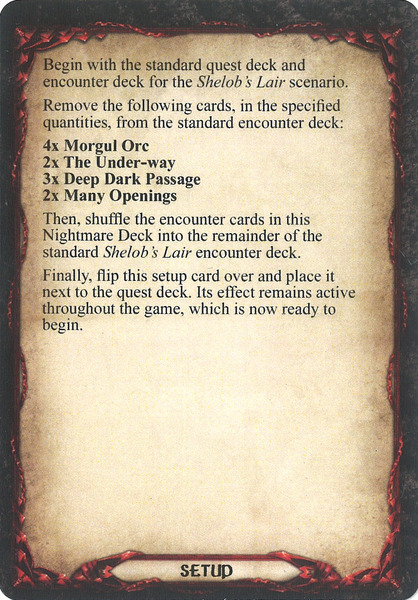 Begin with the standard quest deck and
encounter deck for the Shelob's Lair scenario.
Remove the following cards, in the specified
quantities, from the standard encounter deck:
4x Morgul Orc
2x The Under-way
3x Deep Dark Passage
2x Many Openings
Then, shuffle the encounter cards in this
Nightmare Deck into the remainder of the
standard Shelob's Lair encounter deck.
Finally, flip this setup card over and place it
next to the quest deck. Its effect remains active
throughout the game, which is now ready to
begin.
SETUP